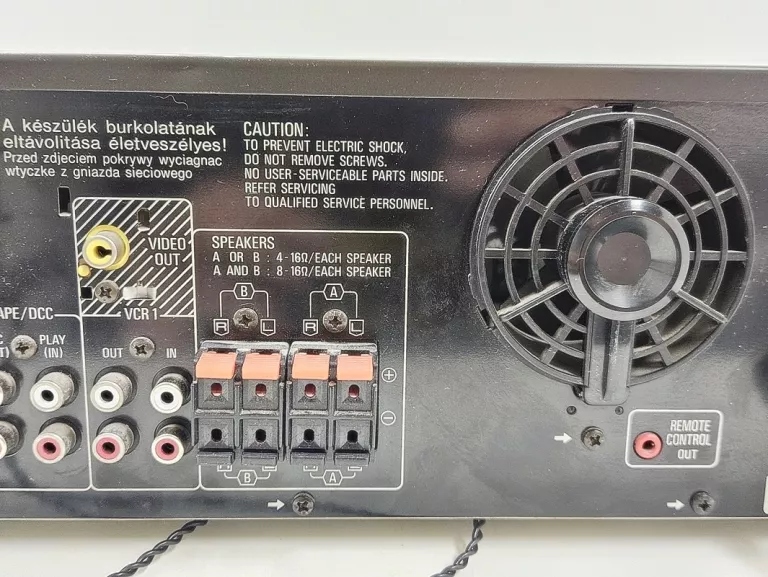 A készülék burkolatának
eltávolitása életveszélyes!
Przed zdjeciem pokrywy wyciagnac
wtyczke z gniazda sieciowego
CAUTION:
TO PREVENT ELECTRIC SHOCK,
DO NOT REMOVE SCREWS.
NO USER-SERVICEABLE PARTS INSIDE.
REFER SERVICING
TO QUALIFIED SERVICE PERSONNEL.
VIDEO
OUT
VCR 1
SPEAKERS
A OR B : 4-16Ω/EACH SPEAKER
A AND B : 8-16Ω/EACH SPEAKER
B
A
R
L
R
L
APE/DCC
PLAY
(IN)
OUT
IN
+
−
B
A
REMOTE
CONTROL
OUT